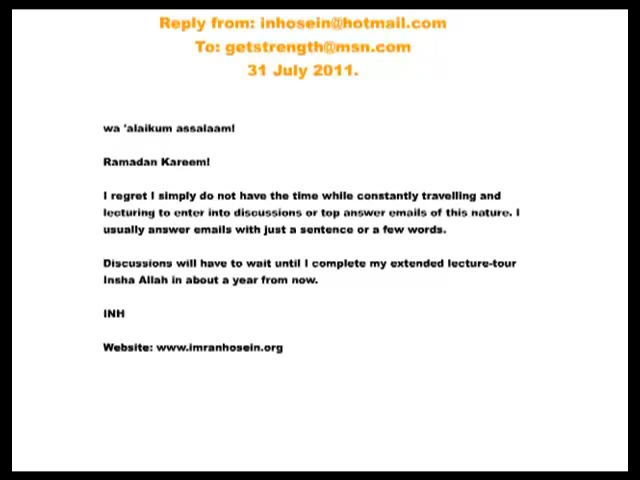 Reply from: inhosein@hotmail.com
To: getstrength@msn.com
31 July 2011.
wa 'alaikum assalaam!
Ramadan Kareem!
I regret I simply do not have the time while constantly travelling and
lecturing to enter into discussions or top answer emails of this nature. I
usually answer emails with just a sentence or a few words.
Discussions will have to wait until I complete my extended lecture-tour
Insha Allah in about a year from now.
INH
Website: www.imranhosein.org